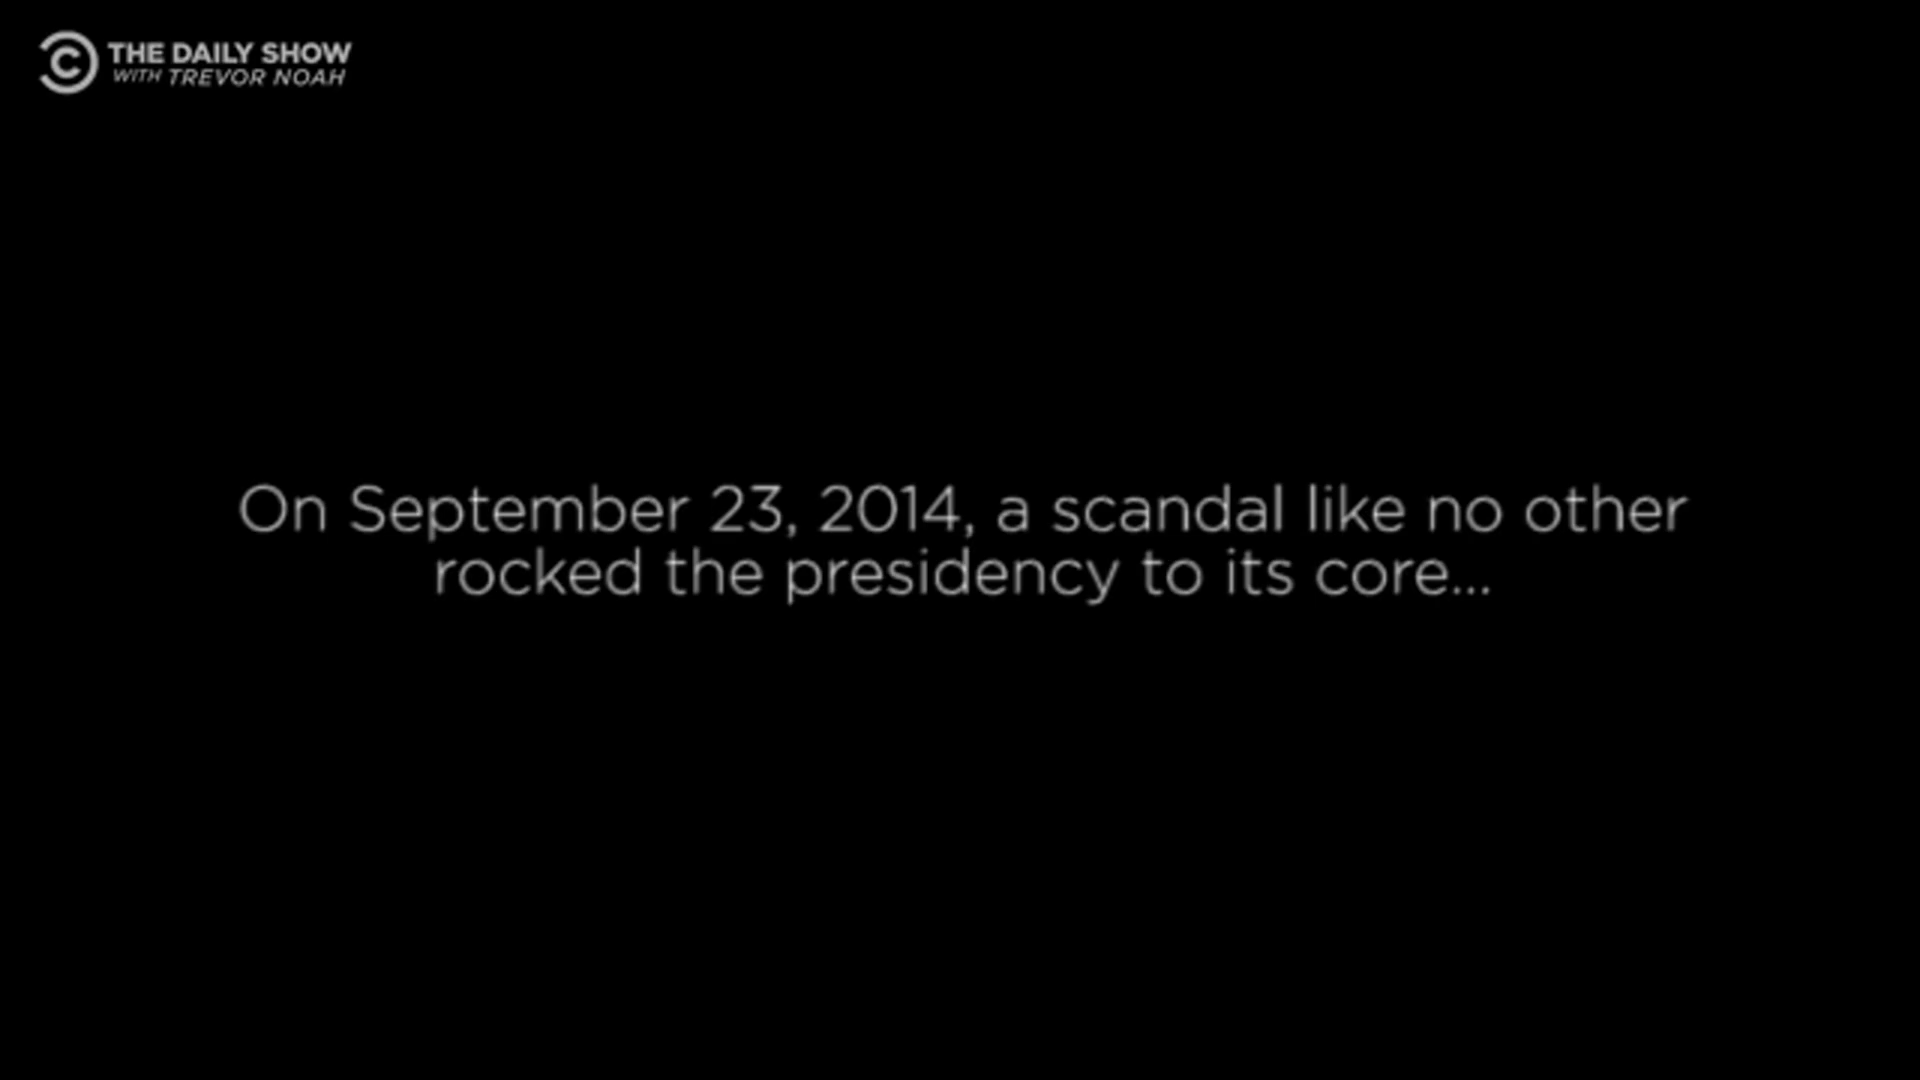 THE DAILY SHOW
WITH TREVOR NOAH
On September 23, 2014, a scandal like no other
rocked the presidency to its core...